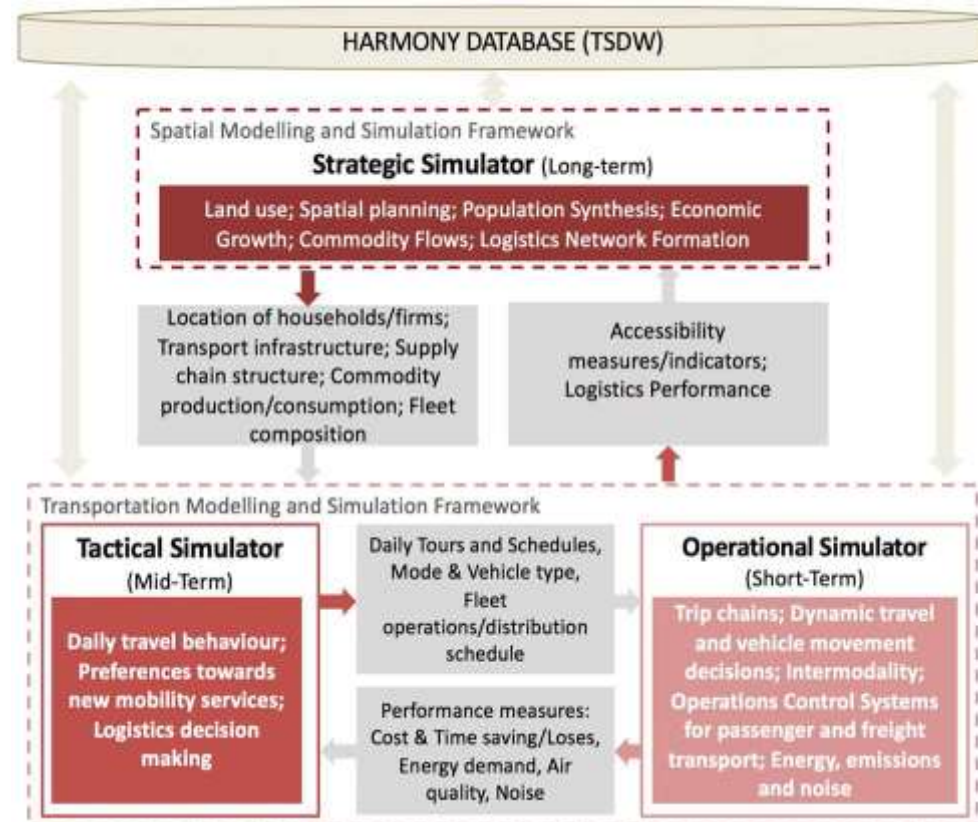 HARMONY DATABASE (TSDW)
Spatial Modelling and Simulation Framework
Strategic Simulator (Long-term)
Land use; Spatial planning; Population Synthesis; Economic
Growth; Commodity Flows; Logistics Network Formation
Location of households/firms;
Transport infrastructure; Supply
chain structure; Commodity
production/consumption; Fleet
composition
Accessibility
measures/indicators;
Logistics Performance
Transportation Modelling and Simulation Framework
Tactical Simulator
(Mid-Term)
Daily travel behaviour;
Preferences towards
new mobility services;
Logistics decision
making
Daily Tours and Schedules,
Mode & Vehicle type,
Fleet
operations/distribution
schedule
Performance measures:
Cost & Time saving/Loses,
Energy demand, Air
quality, Noise
Operational Simulator
(Short-Term)
Trip chains; Dynamic travel
and vehicle movement
decisions; Intermodality;
Operations Control Systems
for passenger and freight
transport; Energy, emissions
and noise